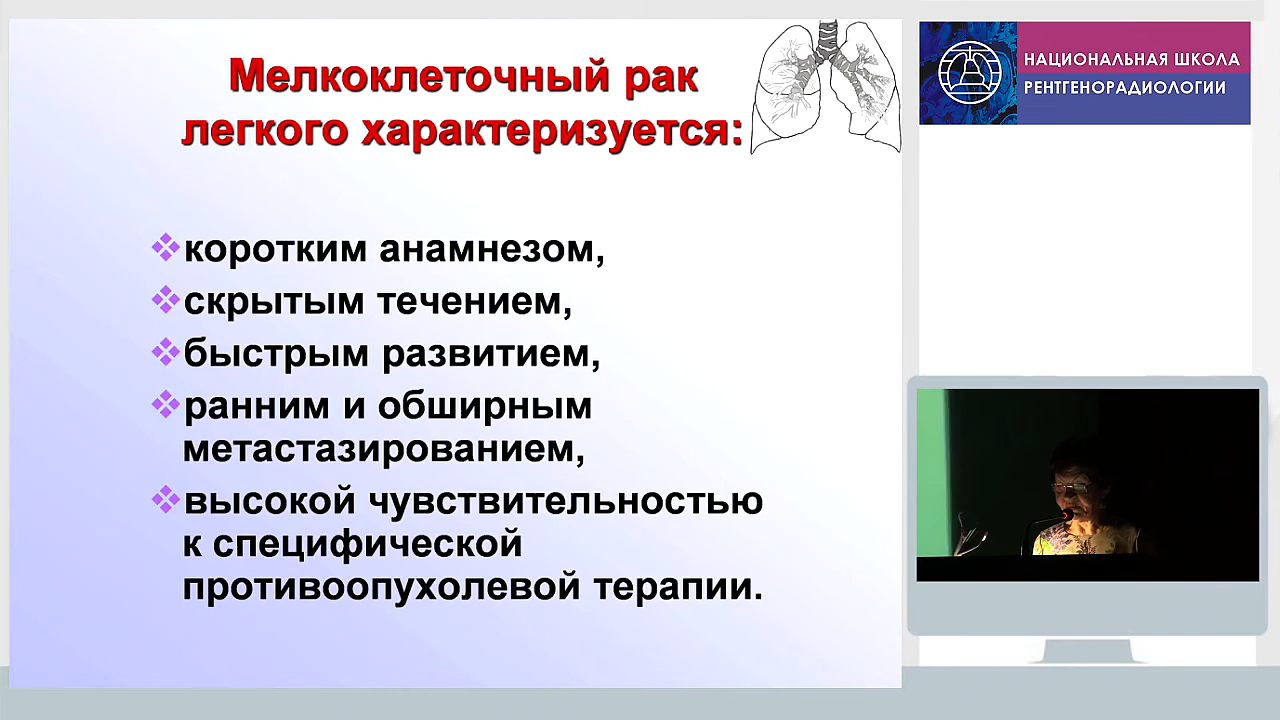 Мелкоклеточный рак
легкого характеризуется:
коротким анамнезом,
скрытым течением,
быстрым развитием,
ранним и обширным
метастазированием,
высокой чувствительностью
к специфической
противоопухолевой терапии.
НАЦИОНАЛЬНАЯ ШКОЛА
РЕНТГЕНОРАДИОЛОГИИ